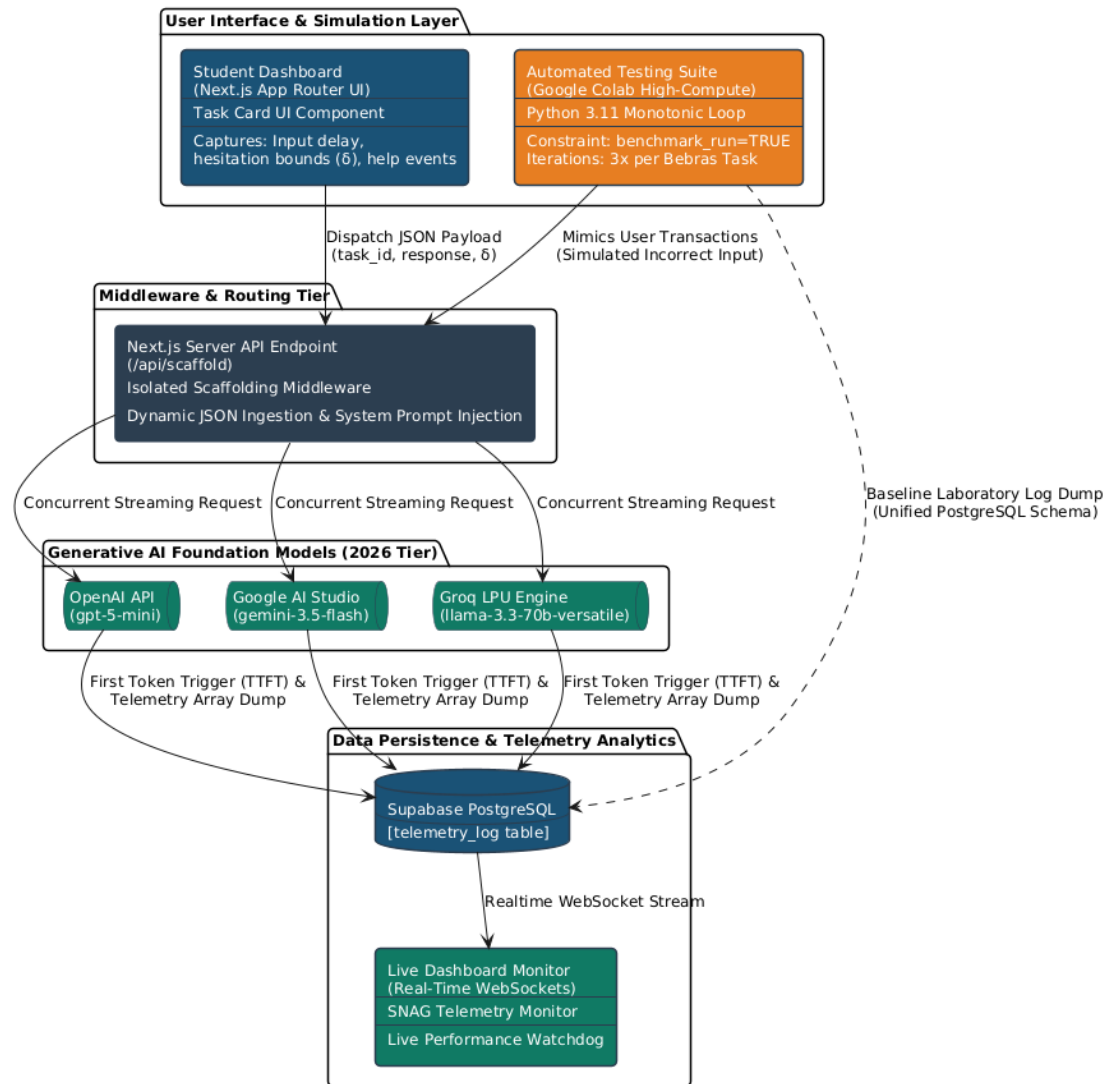 User Interface & Simulation Layer
Student Dashboard
(Next.js App Router UI)
Task Card UI Component
Captures: Input delay,
hesitation bounds (δ), help events
Automated Testing Suite
(Google Colab High-Compute)
Python 3.11 Monotonic Loop
Constraint: benchmark_run=TRUE
Iterations: 3x per Bebras Task
Dispatch JSON Payload
(task_id, response, δ)
Mimics User Transactions
(Simulated Incorrect Input)
Middleware & Routing Tier
Next.js Server API Endpoint
(/api/scaffold)
Isolated Scaffolding Middleware
Dynamic JSON Ingestion & System Prompt Injection
Concurrent Streaming Request
Concurrent Streaming Request
Concurrent Streaming Request
Baseline Laboratory Log Dump
(Unified PostgreSQL Schema)
Generative AI Foundation Models (2026 Tier)
OpenAI API
(gpt-5-mini)
Google AI Studio
(gemini-3.5-flash)
Groq LPU Engine
(llama-3.3-70b-versatile)
First Token Trigger (TTFT) &
Telemetry Array Dump
First Token Trigger (TTFT) &
Telemetry Array Dump
First Token Trigger (TTFT) &
Telemetry Array Dump
Data Persistence & Telemetry Analytics
Supabase PostgreSQL
[telemetry_log table]
Realtime WebSocket Stream
Live Dashboard Monitor
(Real-Time WebSockets)
SNAG Telemetry Monitor
Live Performance Watchdog